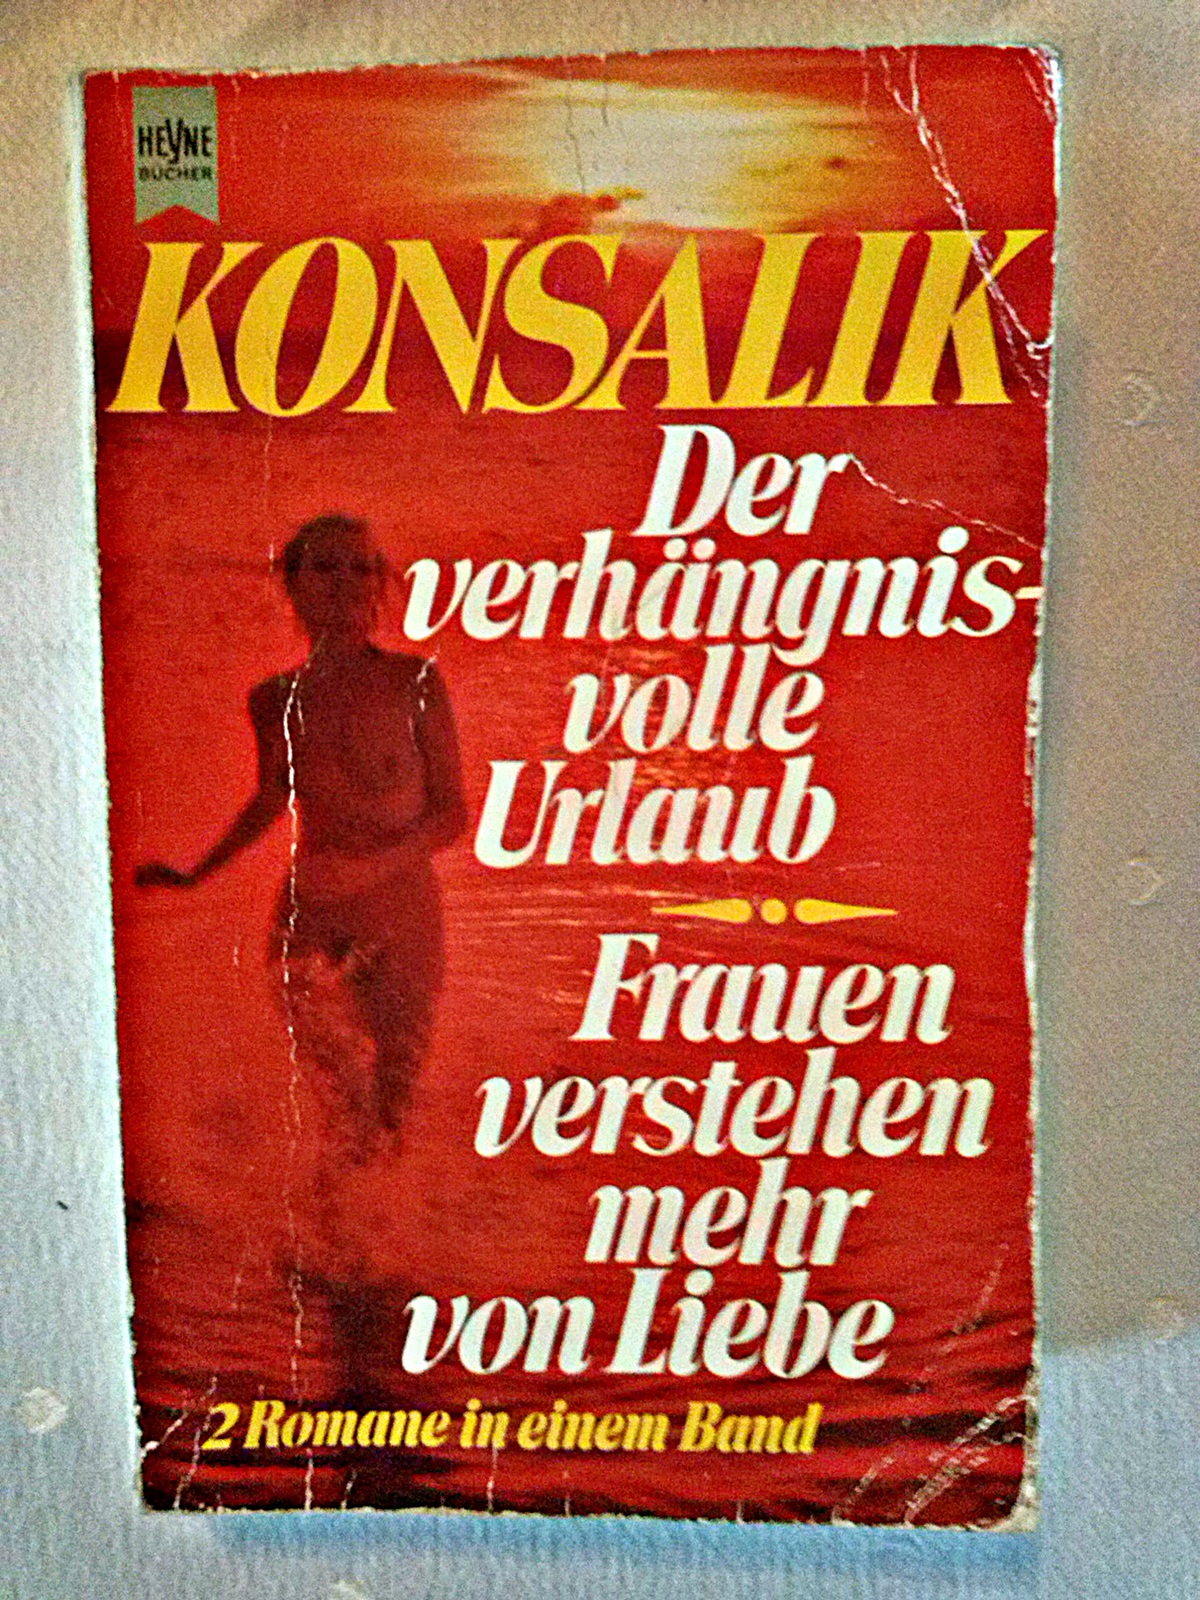 HEYNE
BÜCHER
KONSALIK
Der
verhängnis-
volle
Urlaub
Frauen
verstehen
mehr
von Liebe
2 Romane in einem Band